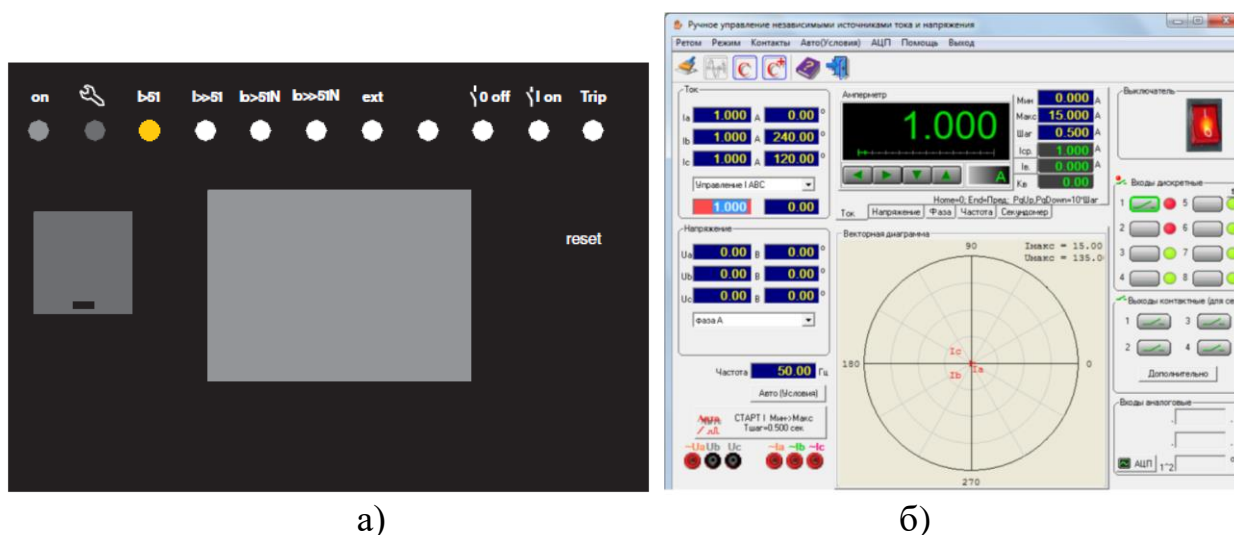 on I>51 I>>51 Io>51N Io>>51N ext 0 off I on Trip
reset
а)
Ручное управление независимыми источниками тока и напряжения
Ретом Режим Контакты Авто(Условия) АЦП Помощь Выход
Ток
Ia 1.000 А 0.00 °
Ib 1.000 А 240.00 °
Ic 1.000 А 120.00 °
Управление I ABC
1.000 0.00
Напряжение
Ua 0.00 В 0.00 °
Ub 0.00 В 0.00 °
Uc 0.00 В 0.00 °
фаза А
Частота 50.00 Гц
Авто (Условия)
Авто СТАРТ I Мин->Макс
Тшаг=0.500 сек
~Ua Ub Uc ~Ia ~Ib ~Ic
Амперметр
1.000
A
Мин 0.000 А
Макс 15.000 А
Шаг 0.500 А
Iср. 1.000 А
Iв. 0.000 А
Кв 0.00
Home=0; End=Пред; PgUp,PgDown=10*Шаг
Ток Напряжение Фаза Частота Секундомер
Векторная диаграмма
90
Iмакс = 15.00
Uмакс = 135.0
180
Ic
Ib
Ia
0
270
Выключатель
Входы дискретные
1 5
2 6
3 7
4 8
Выходы контактные (для се
1 3
2 4
Дополнительно
Входы аналоговые
АЦП 1^2
б)